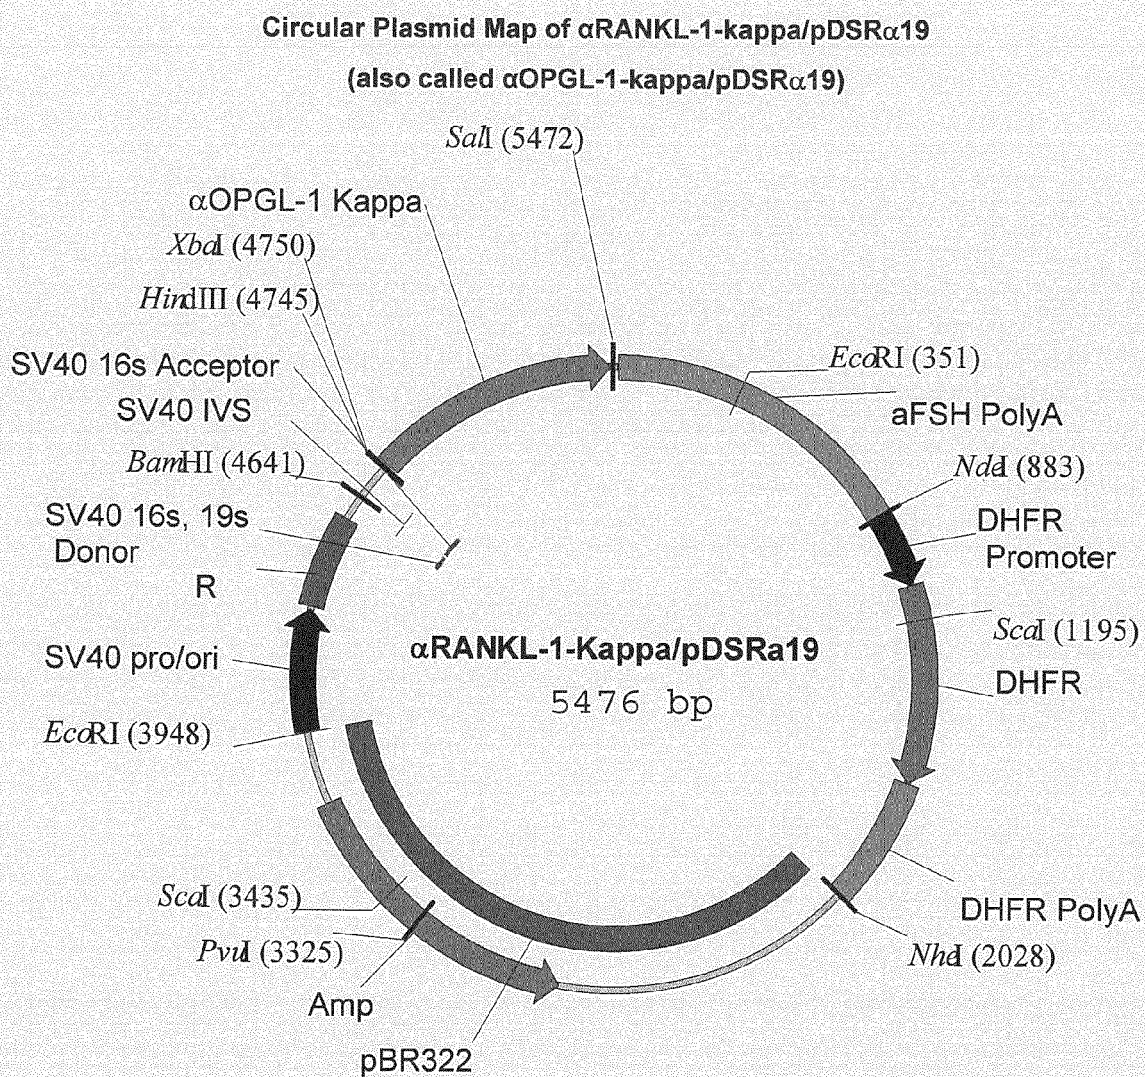 Circular Plasmid Map of αRANKL-1-kappa/pDSRα19
(also called αOPGL-1-kappa/pDSRα19)
SalI (5472)
αOPGL-1 Kappa
XbaI (4750)
HindIII (4745)
SV40 16s Acceptor
SV40 IVS
BamHI (4641)
SV40 16s, 19s
Donor
R
SV40 pro/ori
EcoRI (3948)
EcoRI (351)
aFSH PolyA
NdeI (883)
DHFR
Promoter
ScaI (1195)
DHFR
αRANKL-1-Kappa/pDSRa19
5476 bp
ScaI (3435)
PvuI (3325)
Amp
pBR322
DHFR PolyA
NheI (2028)